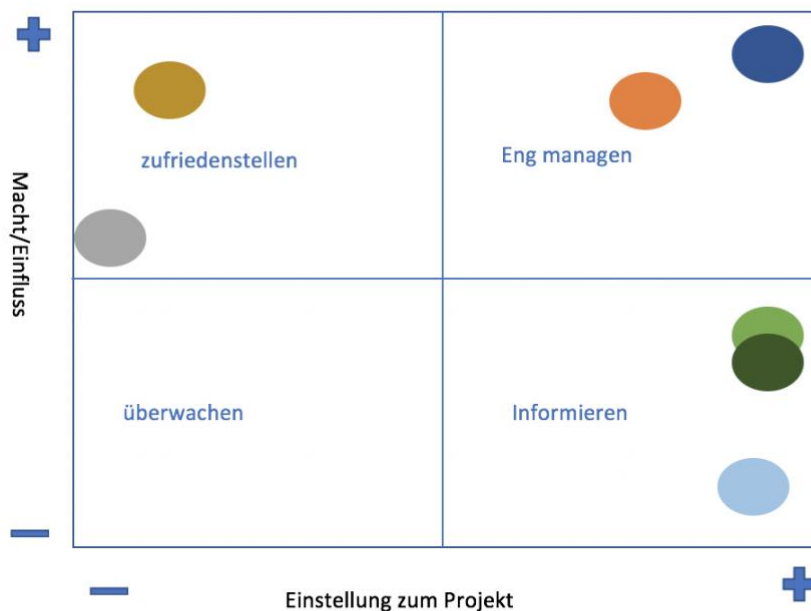 zufriedenstellen
Eng managen
Macht/Einfluss
überwachen
Informieren
Einstellung zum Projekt